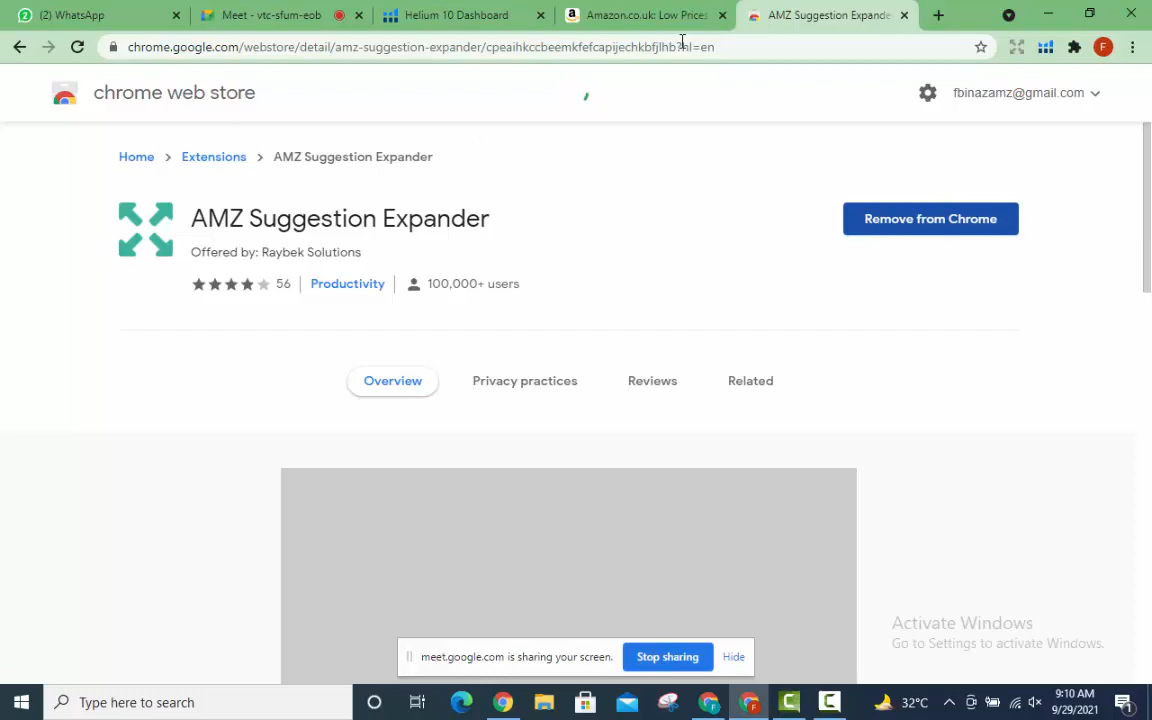 (2) WhatsApp
Meet - vtc-sfum-eob
Helium 10 Dashboard
Amazon.co.uk: Low Prices
AMZ Suggestion Expande
chrome.google.com/webstore/detail/amz-suggestion-expander/cpeaihkccbeemkfefcapijechkbfjlhb?hl=en
F
chrome web store
fbinazamz@gmail.com
Home > Extensions > AMZ Suggestion Expander
AMZ Suggestion Expander
Remove from Chrome
Offered by: Raybek Solutions
56
Productivity
100,000+ users
Overview
Privacy practices
Reviews
Related
Activate Windows
Go to Settings to activate Windows.
meet.google.com is sharing your screen.
Stop sharing
Hide
Type here to search
32°C
9:10 AM
9/29/2021
1